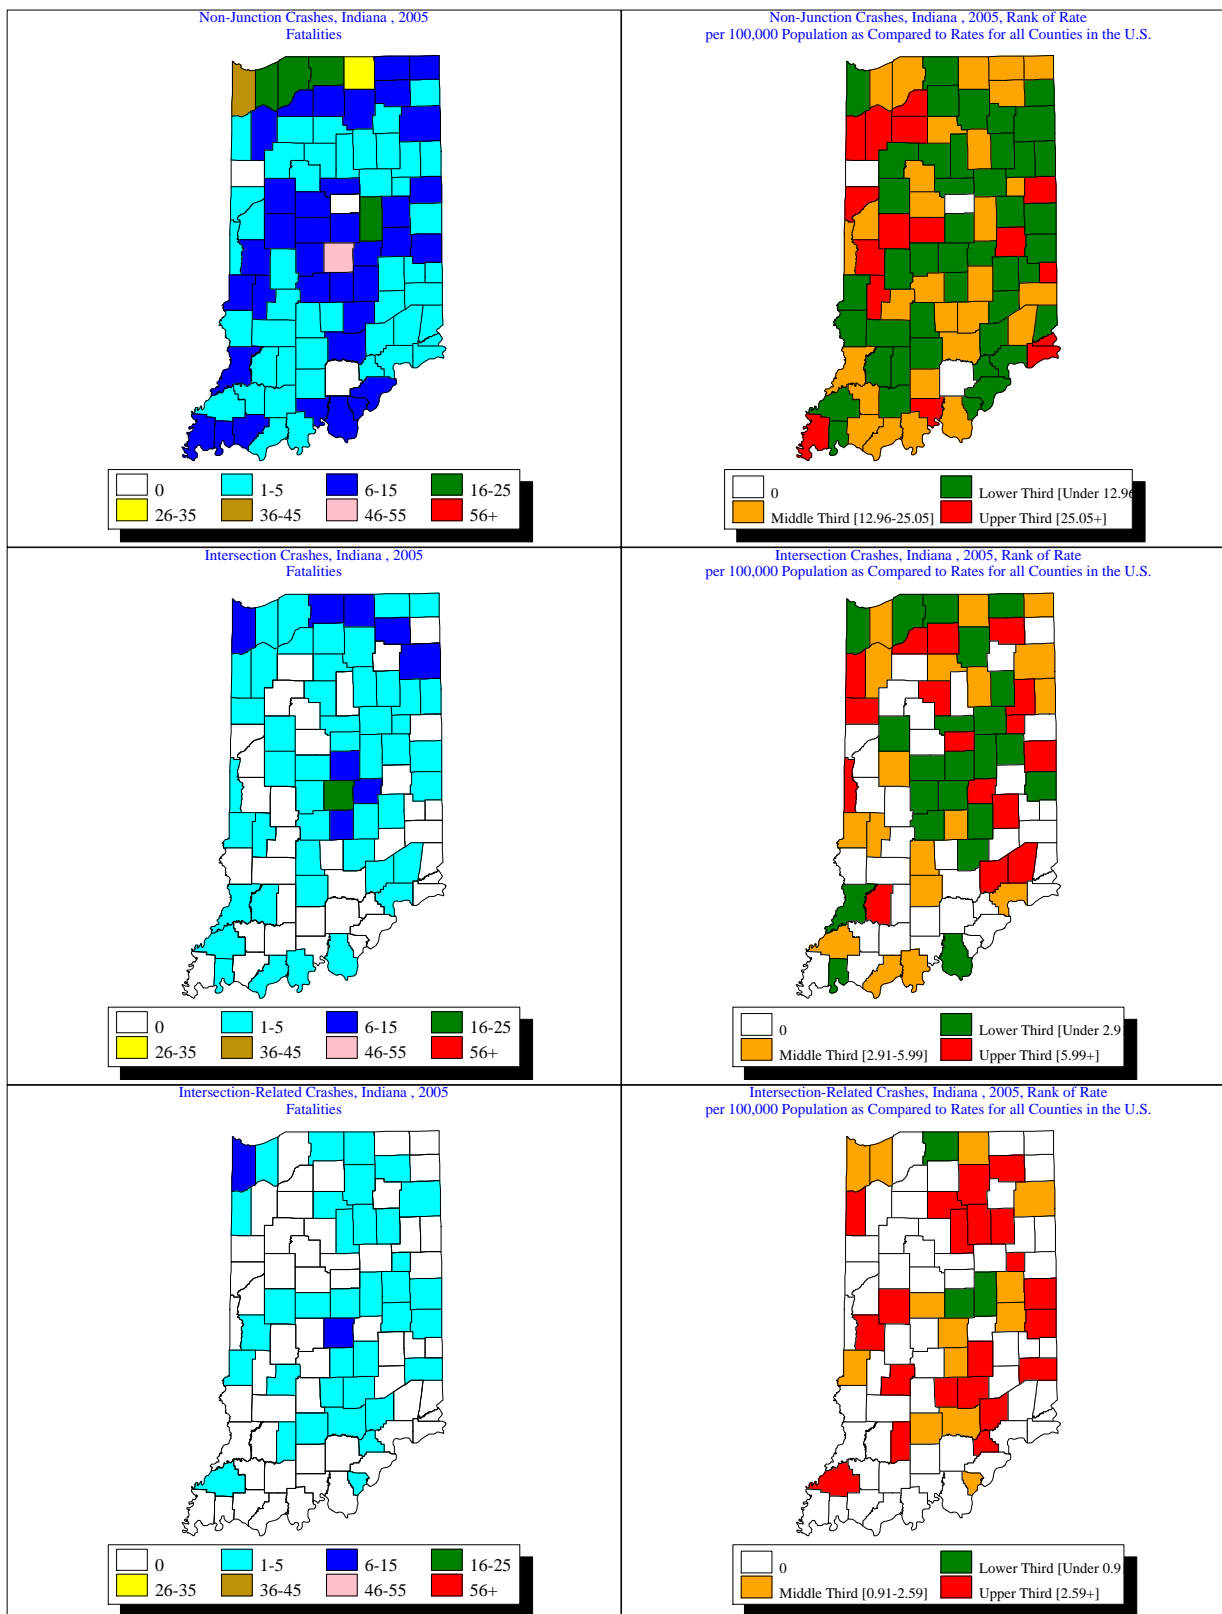 Non-Junction Crashes, Indiana , 2005
Fatalities
0
1-5
6-15
16-25
26-35
36-45
46-55
56+
Non-Junction Crashes, Indiana , 2005, Rank of Rate
per 100,000 Population as Compared to Rates for all Counties in the U.S.
0
Lower Third [Under 12.96
Middle Third [12.96-25.05]
Upper Third [25.05+]
Intersection Crashes, Indiana , 2005
Fatalities
0
1-5
6-15
16-25
26-35
36-45
46-55
56+
Intersection Crashes, Indiana , 2005, Rank of Rate
per 100,000 Population as Compared to Rates for all Counties in the U.S.
0
Lower Third [Under 2.9
Middle Third [2.91-5.99]
Upper Third [5.99+]
Intersection-Related Crashes, Indiana , 2005
Fatalities
0
1-5
6-15
16-25
26-35
36-45
46-55
56+
Intersection-Related Crashes, Indiana , 2005, Rank of Rate
per 100,000 Population as Compared to Rates for all Counties in the U.S.
0
Lower Third [Under 0.9
Middle Third [0.91-2.59]
Upper Third [2.59+]